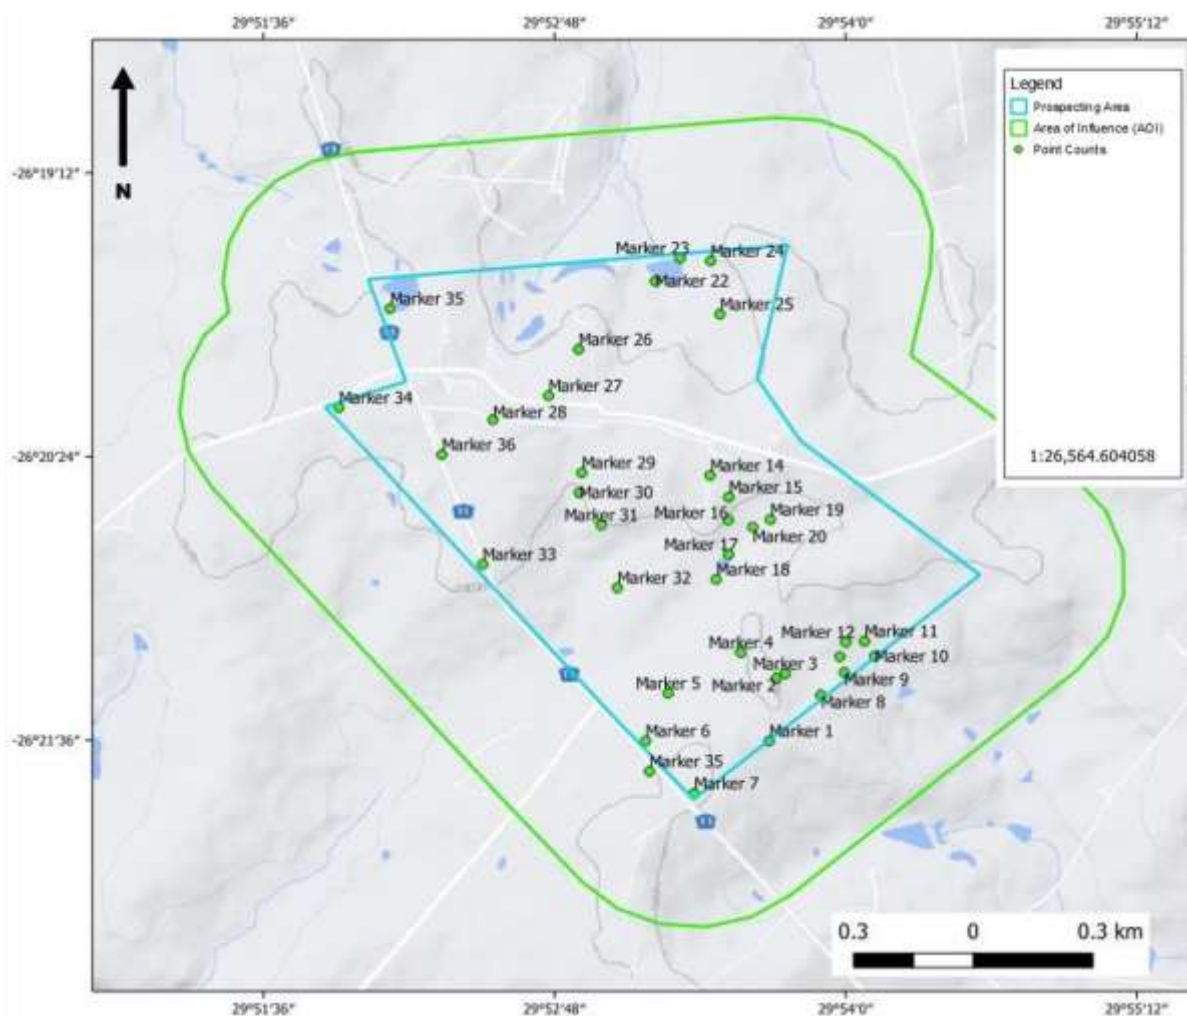 29°51'36" 29°52'48" 29°54'0" 29°55'12"
N
Legend
Prospecting Area
Area of Influence (AOI)
Point Counts
1:26,564.604058
-26°19'12"
-26°20'24"
-26°21'36"
Marker 23
Marker 24
Marker 22
Marker 35
Marker 25
Marker 26
Marker 27
Marker 34
Marker 28
Marker 36
Marker 29
Marker 14
Marker 30
Marker 15
Marker 31
Marker 16
Marker 19
Marker 20
Marker 17
Marker 33
Marker 32
Marker 18
Marker 12
Marker 11
Marker 4
Marker 3
Marker 10
Marker 2
Marker 9
Marker 5
Marker 8
Marker 6
Marker 1
Marker 35
Marker 7
0.3 0 0.3 km
29°51'36" 29°52'48" 29°54'0" 29°55'12"